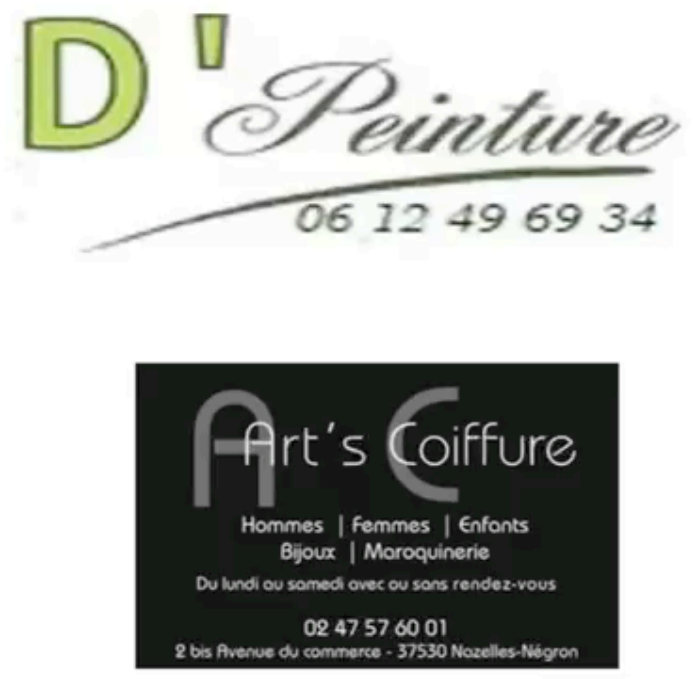 D'Peinture
06 12 49 69 34
A C
Art's Coiffure
Hommes | Femmes | Enfants
Bijoux | Maroquinerie
Du lundi au samedi avec ou sans rendez-vous
02 47 57 60 01
2 bis Avenue du commerce - 37530 Nazelles-Négron